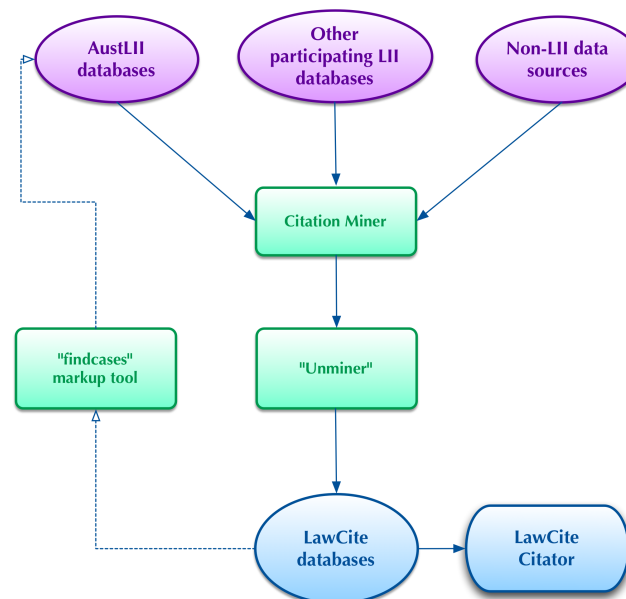 AustLII
databases
Other
participating LII
databases
Non-LII data
sources
Citation Miner
"findcases"
markup tool
"Unminer"
LawCite
databases
LawCite
Citator